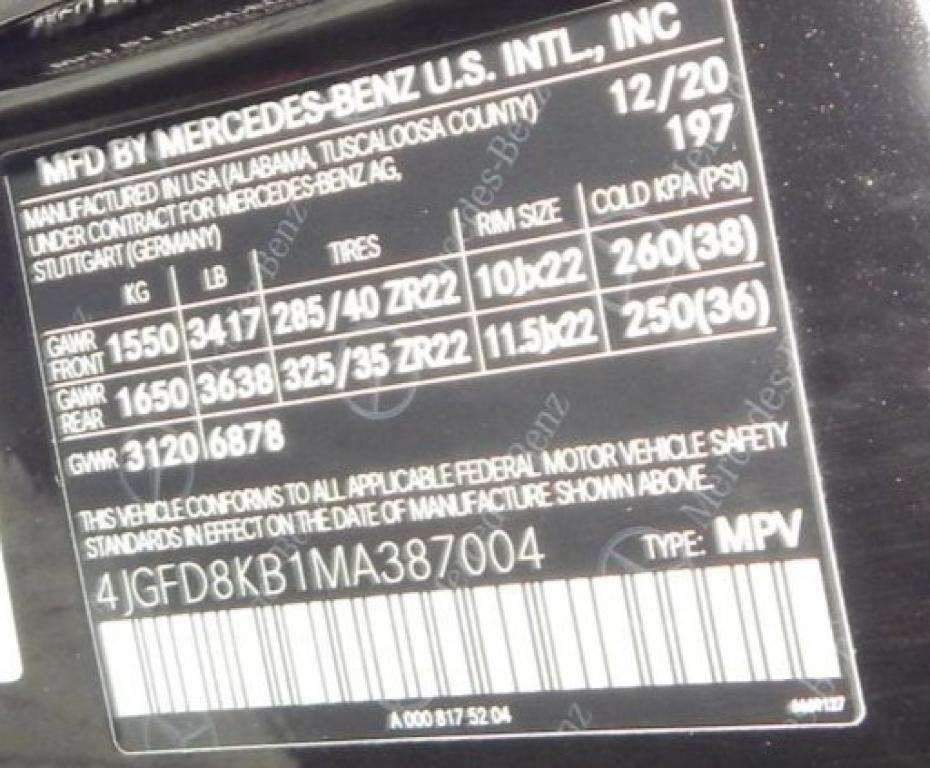 MFD BY MERCEDES-BENZ U.S. INTL., INC
MANUFACTURED IN USA (ALABAMA, TUSCALOOSA COUNTY) 12/20
UNDER CONTRACT FOR MERCEDES-BENZ AG, 197
STUTTGART (GERMANY)
KG LB TIRES RIM SIZE COLD KPA (PSI)
GAWR FRONT 1550 3417 285/40 ZR22 10Jx22 260(38)
GAWR REAR 1650 3638 325/35 ZR22 11.5Jx22 250(36)
GVWR 3120 6878
THIS VEHICLE CONFORMS TO ALL APPLICABLE FEDERAL MOTOR VEHICLE SAFETY
STANDARDS IN EFFECT ON THE DATE OF MANUFACTURE SHOWN ABOVE.
4JGFD8KB1MA387004 TYPE: MPV
A 000 817 52 04